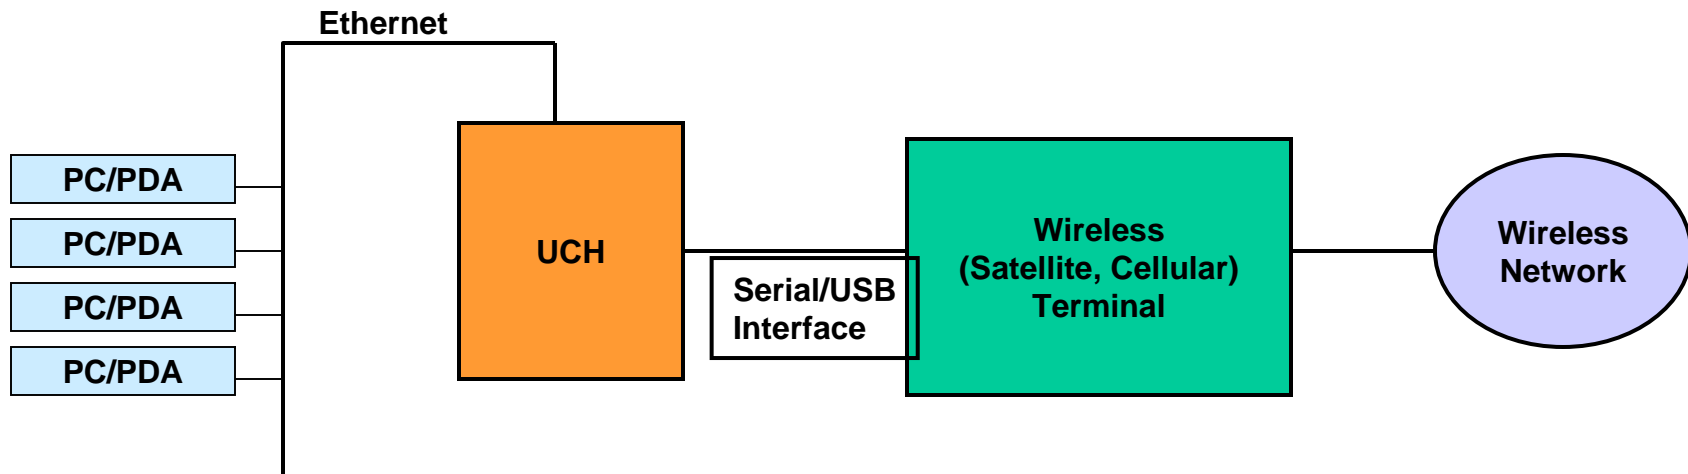 Ethernet
PC/PDA
PC/PDA
PC/PDA
PC/PDA
UCH
Serial/USB
Interface
Wireless
(Satellite, Cellular)
Terminal
Wireless
Network